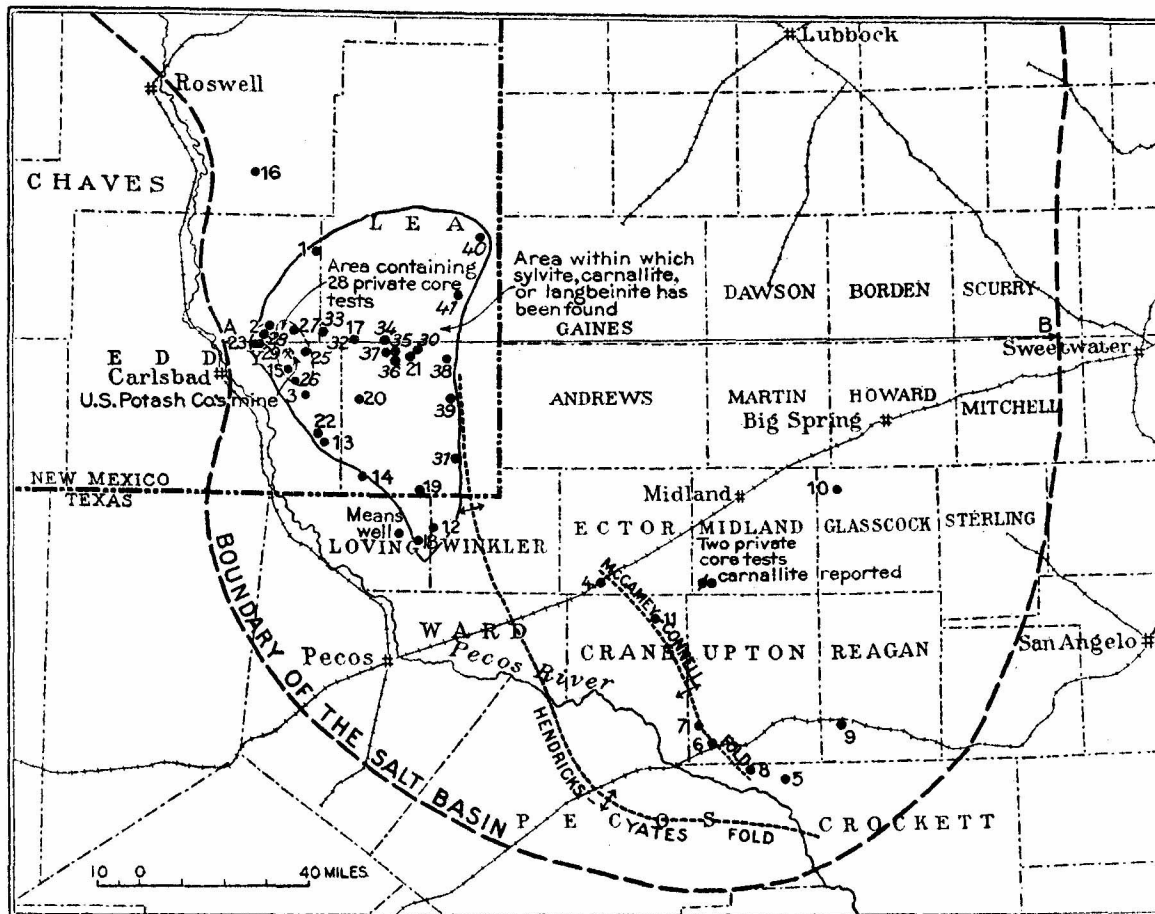 Lubbock
Roswell
16
CHAVES
L E A
40
1
Area containing
28 private core
tests
Area within which
sylvite, carnallite,
or langbeinite has
been found
41
DAWSON
BORDEN
SCURRY
A
2
27
33
17
34
GAINES
B
23
28
32
35
30
Sweetwater
E D D Y
29
25
37
36
21
38
Carlsbad
15
26
U.S. Potash Co's mine
3
20
39
ANDREWS
MARTIN
HOWARD
MITCHELL
Big Spring
22
13
31
14
19
NEW MEXICO
TEXAS
Midland
10
Means
well
12
18
ECTOR
MIDLAND
GLASSCOCK
STERLING
LOVING
WINKLER
Two private
core tests
carnallite reported
4
McCAMEY-CONNELL
FOLD
11
WARD
CRANE
UPTON
REAGAN
San Angelo
Pecos
Pecos River
7
6
9
8
5
HENDRICKS-
YATES FOLD
PECOS
CROCKETT
BOUNDARY OF THE SALT BASIN
10 0 40 MILES